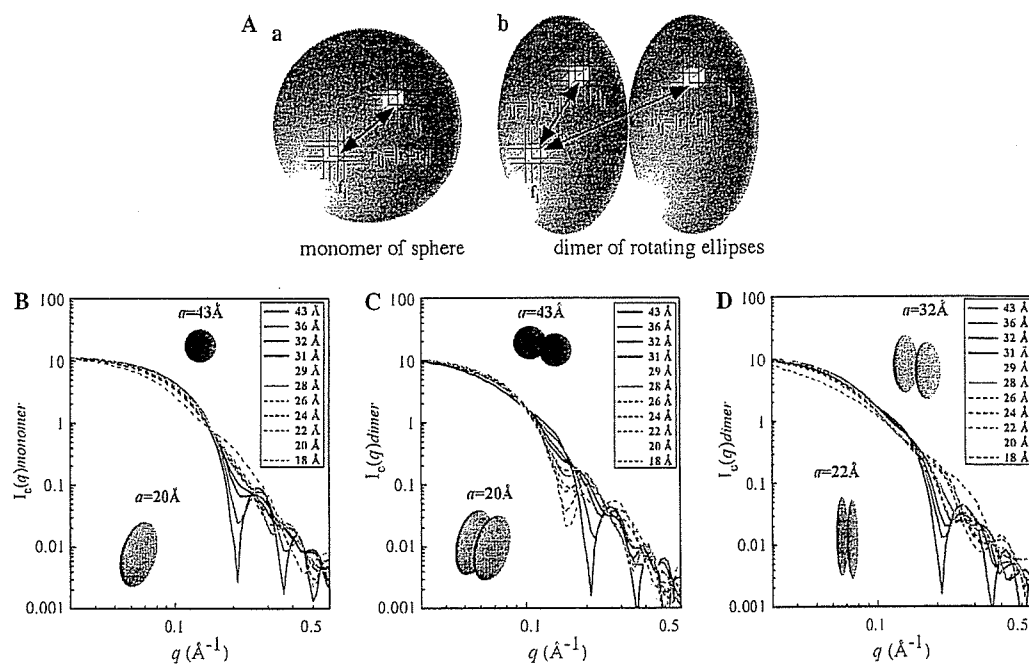 A
a
b
monomer of sphere
dimer of rotating ellipses
B
100
10
1
0.1
0.01
0.001
I_c(q)monomer
a=43Å
a=20Å
43 Å
36 Å
32 Å
31 Å
29 Å
28 Å
26 Å
24 Å
22 Å
20 Å
18 Å
0.1
0.5
q (Å⁻¹)
C
100
10
1
0.1
0.01
0.001
I_c(q)dimer
a=43Å
a=20Å
43 Å
36 Å
32 Å
31 Å
29 Å
28 Å
26 Å
24 Å
22 Å
20 Å
18 Å
0.1
0.5
q (Å⁻¹)
D
100
10
1
0.1
0.01
0.001
I_c(q)dimer
a=32Å
a=22Å
43 Å
36 Å
32 Å
31 Å
29 Å
28 Å
26 Å
24 Å
22 Å
20 Å
18 Å
0.1
0.5
q (Å⁻¹)